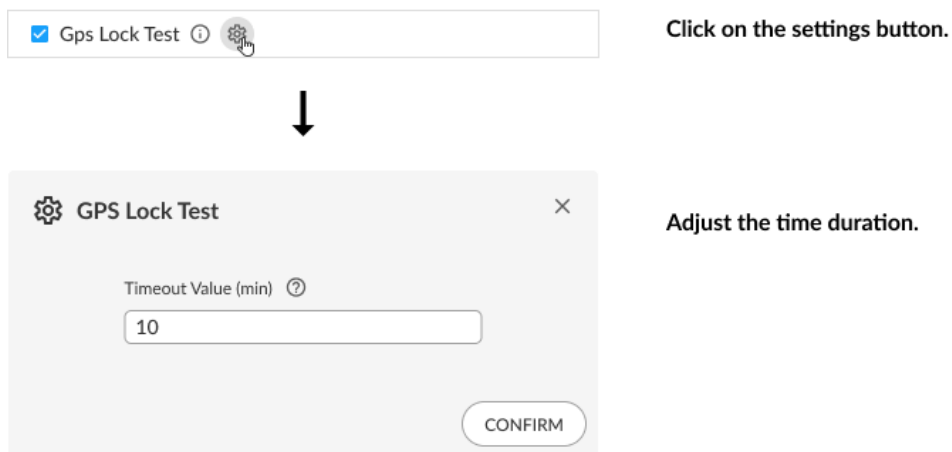 Gps Lock Test
Click on the settings button.
GPS Lock Test
Adjust the time duration.
Timeout Value (min)
10
CONFIRM